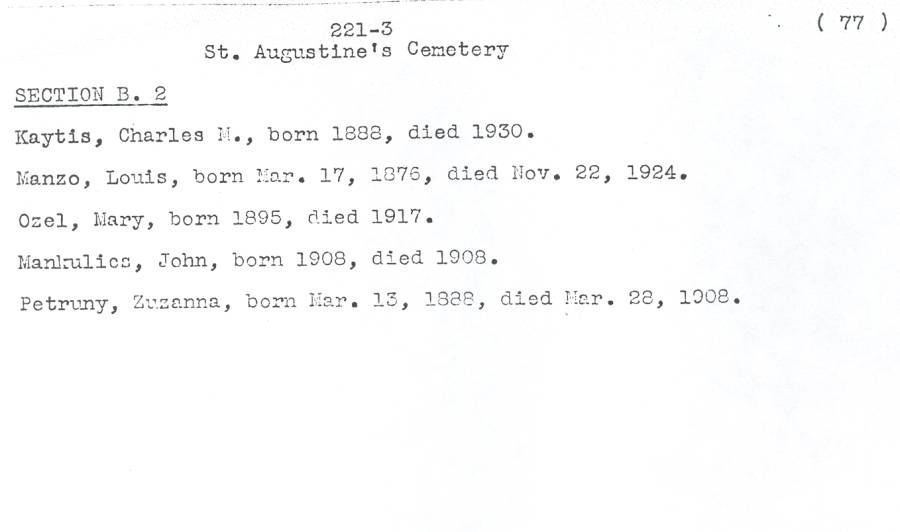 ( 77 )
221-3
St. Augustine's Cemetery
SECTION B. 2
Kaytis, Charles M., born 1888, died 1930.
Manzo, Louis, born Mar. 17, 1876, died Nov. 22, 1924.
Ozel, Mary, born 1895, died 1917.
Mankulics, John, born 1908, died 1908.
Petruny, Zuzanna, born Mar. 13, 1888, died Mar. 28, 1908.